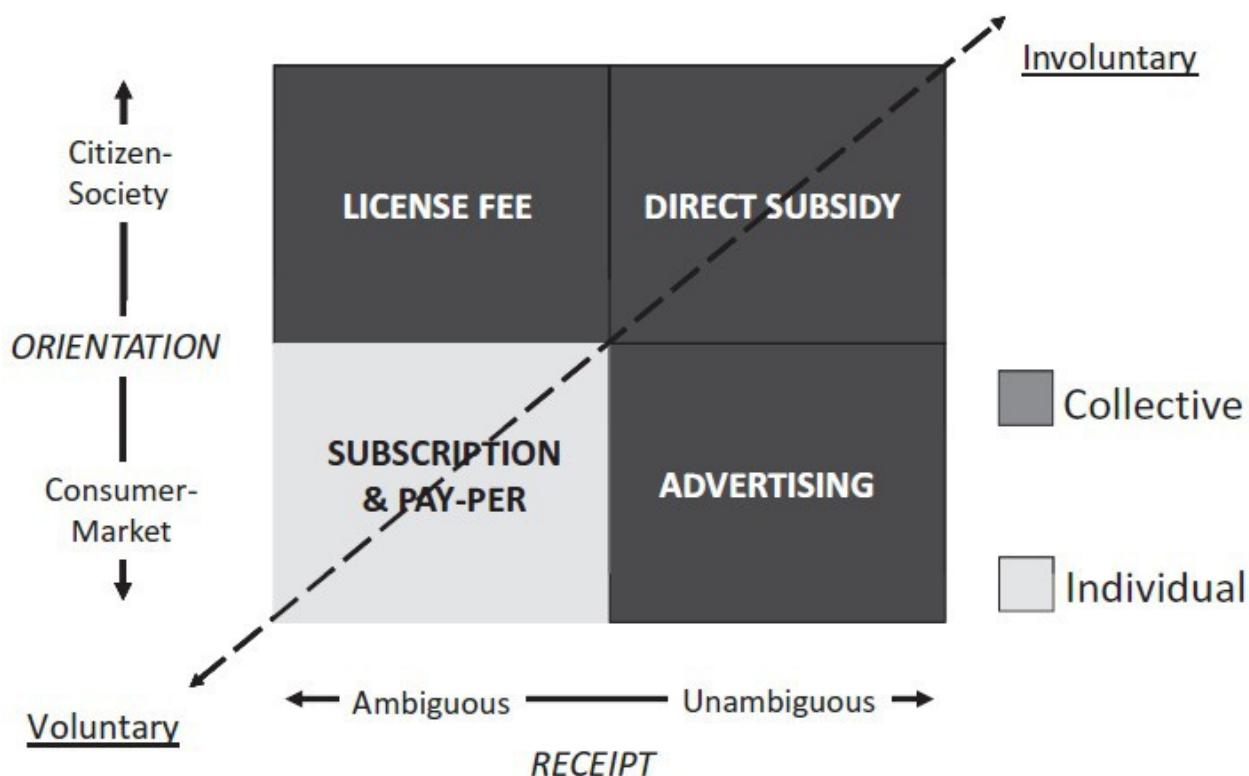 Involuntary
Citizen-
Society
LICENSE FEE
DIRECT SUBSIDY
ORIENTATION
Collective
SUBSCRIPTION
& PAY-PER
ADVERTISING
Consumer-
Market
Individual
Ambiguous
Unambiguous
Voluntary
RECEIPT